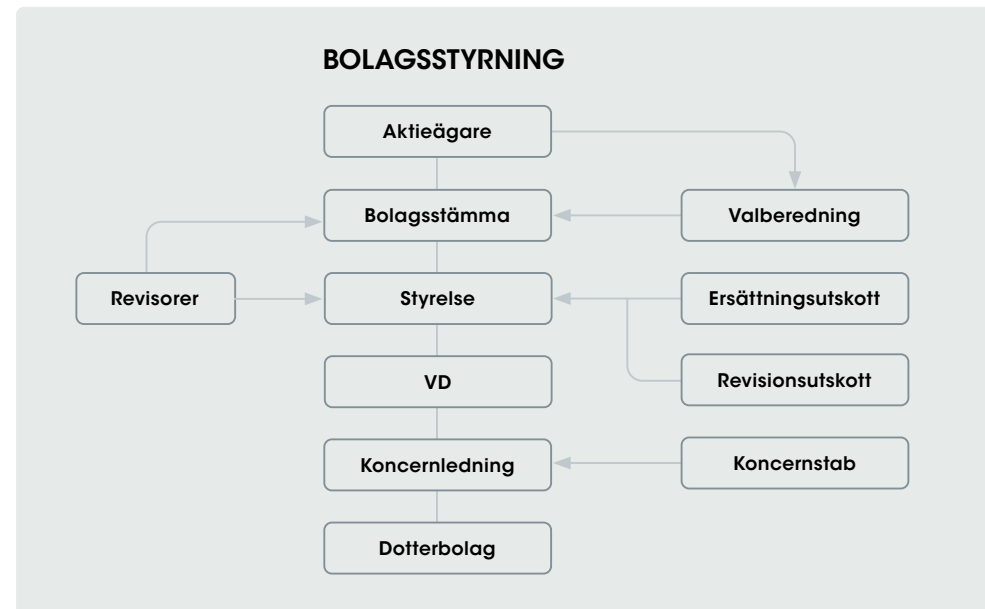 BOLAGSSTYRNING
Aktieägare
Bolagsstämma
Valberedning
Revisorer
Styrelse
Ersättningsutskott
VD
Revisionsutskott
Koncernledning
Koncernstab
Dotterbolag